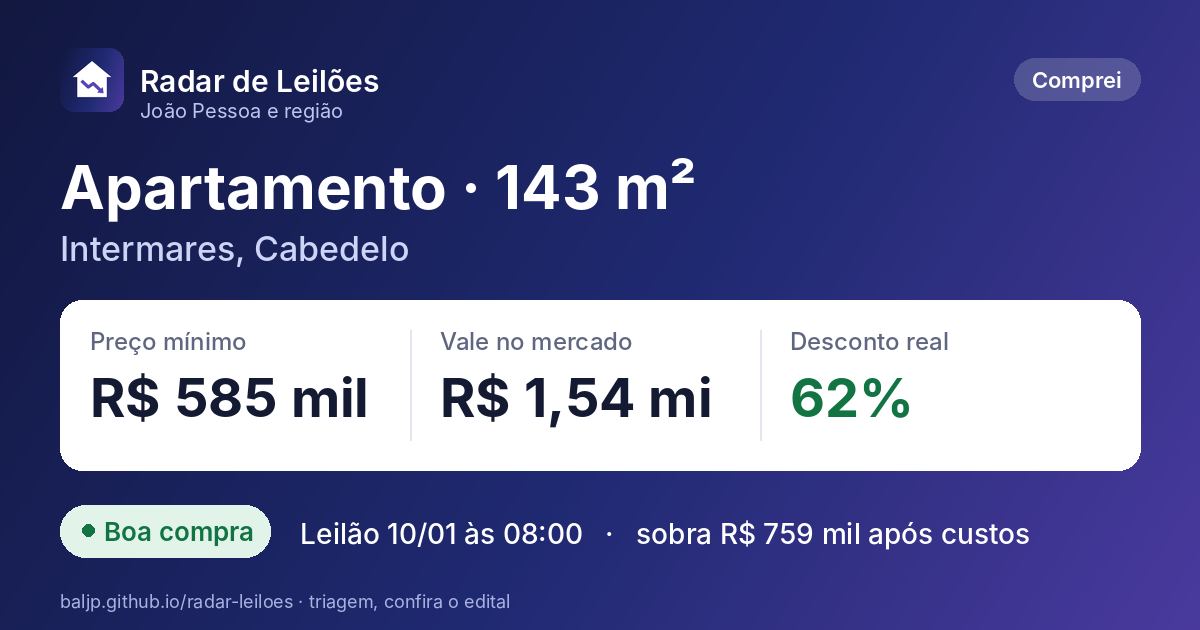 Radar de Leilões
João Pessoa e região
Comprei
Apartamento · 143 m²
Intermares, Cabedelo
Preço mínimo
R$ 585 mil
Vale no mercado
R$ 1,54 mi
Desconto real
62%
Boa compra
Leilão 10/01 às 08:00 · sobra R$ 759 mil após custos
baljp.github.io/radar-leiloes · triagem, confira o edital